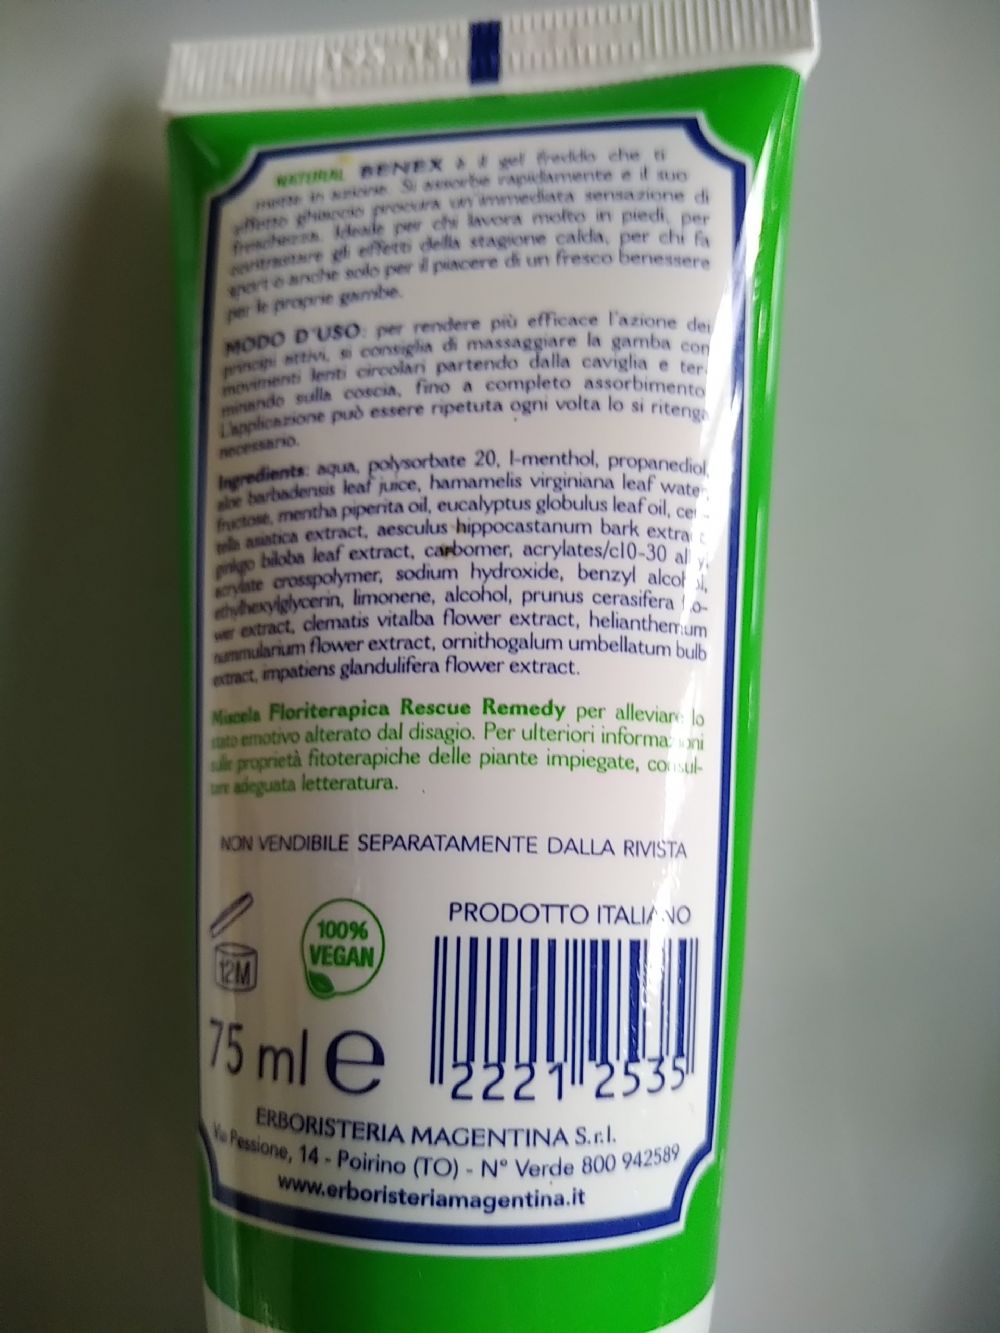 NATURAL BENEX è il gel freddo che ti
mette in azione. Si assorbe rapidamente e il suo
effetto ghiaccio procura un'immediata sensazione di
freschezza. Ideale per chi lavora molto in piedi, per
contrastare gli effetti della stagione calda, per chi fa
sport o anche solo per il piacere di un fresco benessere
per le proprie gambe.
MODO D'USO: per rendere più efficace l'azione dei
principi attivi, si consiglia di massaggiare la gamba con
movimenti lenti circolari partendo dalla caviglia e ter-
minando sulla coscia, fino a completo assorbimento.
L'applicazione può essere ripetuta ogni volta lo si ritenga
necessario.
Ingredients: aqua, polysorbate 20, l-menthol, propanediol,
aloe barbadensis leaf juice, hamamelis virginiana leaf water,
fructose, mentha piperita oil, eucalyptus globulus leaf oil, cen-
tella asiatica extract, aesculus hippocastanum bark extract,
ginkgo biloba leaf extract, carbomer, acrylates/c10-30 alkyl
acrylate crosspolymer, sodium hydroxide, benzyl alcohol,
ethylhexylglycerin, limonene, alcohol, prunus cerasifera flo-
wer extract, clematis vitalba flower extract, helianthemum
nummularium flower extract, ornithogalum umbellatum bulb
extract, impatiens glandulifera flower extract.
Miscela Floriterapica Rescue Remedy per alleviare lo
stato emotivo alterato dal disagio. Per ulteriori informazioni
sulle proprietà fitoterapiche delle piante impiegate, consul-
tare adeguata letteratura.
NON VENDIBILE SEPARATAMENTE DALLA RIVISTA
PRODOTTO ITALIANO
100%
VEGAN
12M
75 ml e
2221 2535
ERBORISTERIA MAGENTINA S.r.l.
Via Pessione, 14 - Poirino (TO) - N° Verde 800 942589
www.erboristeriamagentina.it